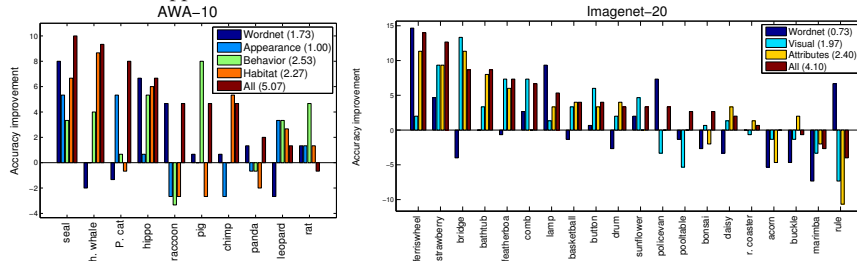 AWA−10
Accuracy improvement
10
8
6
4
2
0
−2
−4
Wordnet (1.73)
Appearance (1.00)
Behavior (2.53)
Habitat (2.27)
All (5.07)
seal
h. whale
P. cat
hippo
raccoon
pig
chimp
panda
leopard
rat
Imagenet−20
Accuracy improvement
10
5
0
−5
−10
Wordnet (0.73)
Visual (1.97)
Attributes (2.40)
All (4.10)
ferriswheel
strawberry
bridge
bathtub
leatherboa
comb
lamp
basketball
button
drum
sunflower
policevan
pooltable
bonsai
daisy
r. coaster
acorn
buckle
marimba
rule